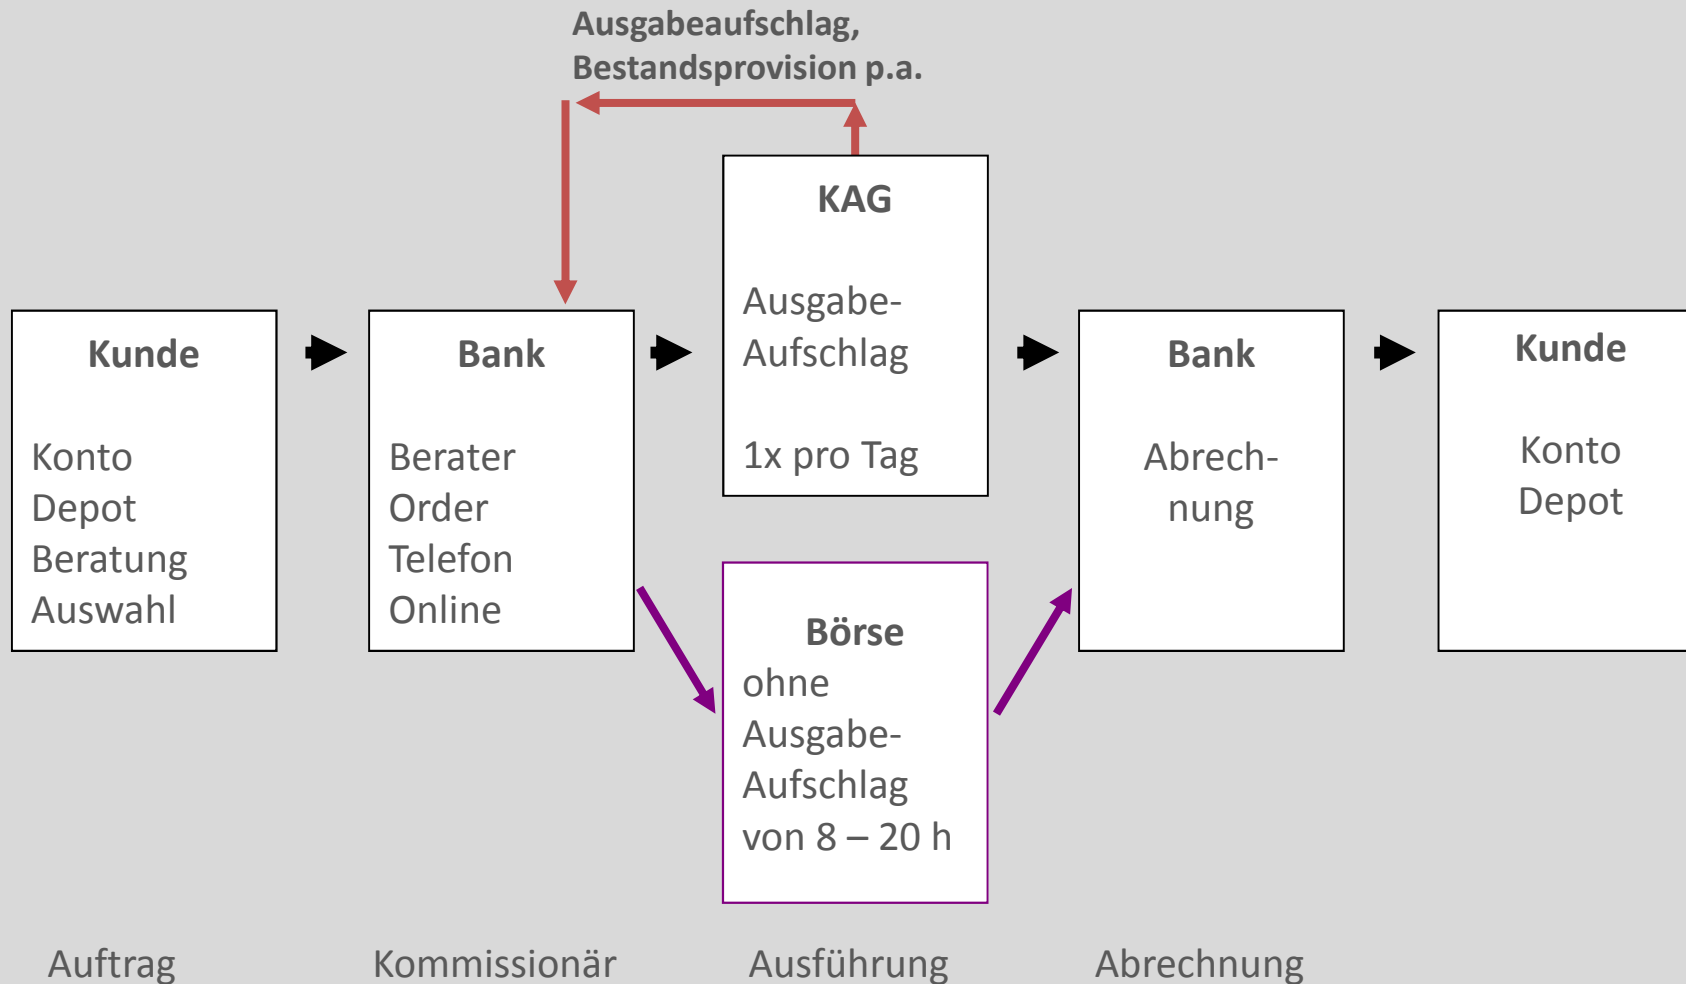 Ausgabeaufschlag,
Bestandsprovision p.a.
Kunde
Konto
Depot
Beratung
Auswahl
Bank
Berater
Order
Telefon
Online
KAG
Ausgabe-
Aufschlag
1x pro Tag
Börse
ohne
Ausgabe-
Aufschlag
von 8 – 20 h
Bank
Abrech-
nung
Kunde
Konto
Depot
Auftrag
Kommissionär
Ausführung
Abrechnung